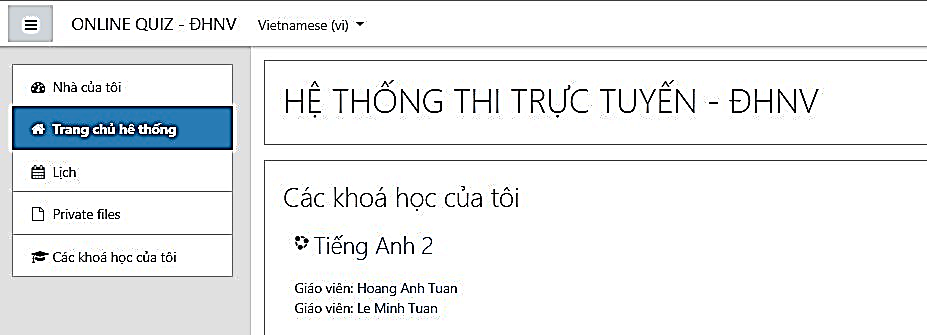 ONLINE QUIZ - ĐHNV Vietnamese (vi)
Nhà của tôi
Trang chủ hệ thống
Lịch
Private files
Các khoá học của tôi
HỆ THỐNG THI TRỰC TUYẾN - ĐHNV
Các khoá học của tôi
Tiếng Anh 2
Giáo viên: Hoang Anh Tuan
Giáo viên: Le Minh Tuan